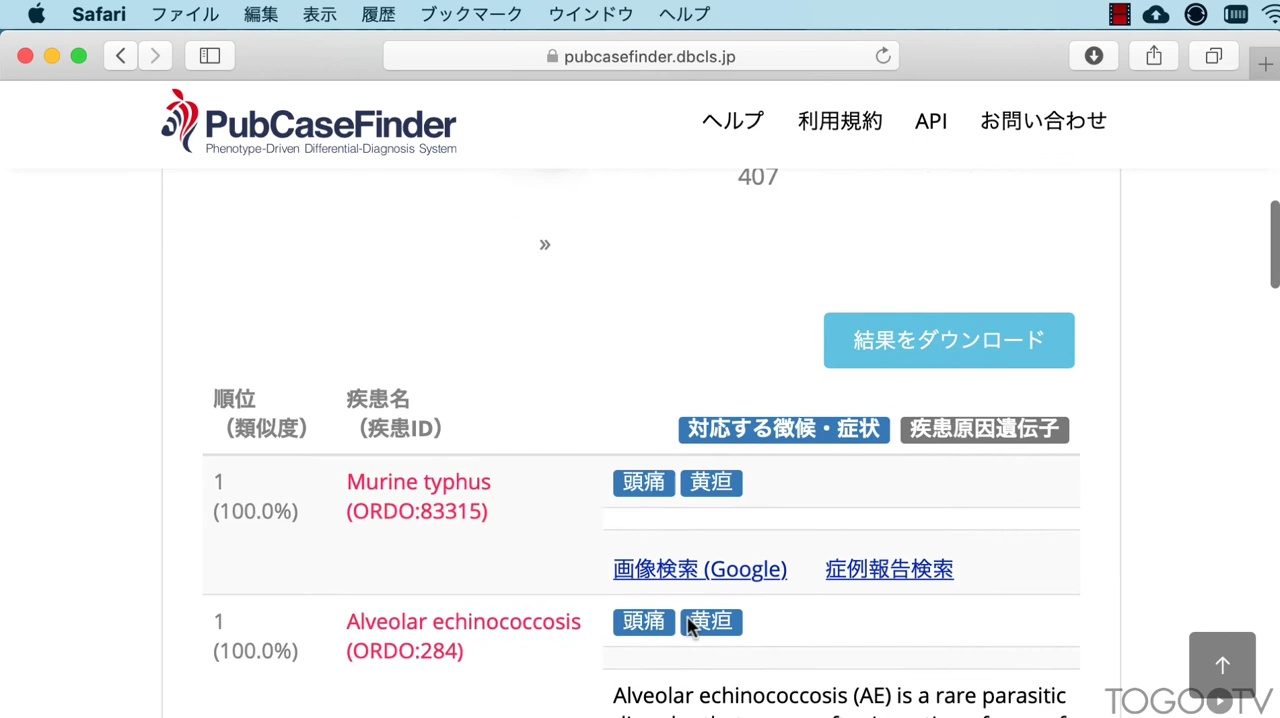 Safari ファイル 編集 表示 履歴 ブックマーク ウインドウ ヘルプ
pubcasefinder.dbcls.jp
PubCaseFinder
Phenotype-Driven Differential-Diagnosis System
ヘルプ 利用規約 API お問い合わせ
407
»
結果をダウンロード
順位 疾患名
(類似度) (疾患ID)
対応する徴候・症状 疾患原因遺伝子
1 Murine typhus 頭痛 黄疸
(100.0%) (ORDO:83315)
画像検索 (Google) 症例報告検索
1 Alveolar echinococcosis 頭痛 黄疸
(100.0%) (ORDO:284)
Alveolar echinococcosis (AE) is a rare parasitic
TOGOTV